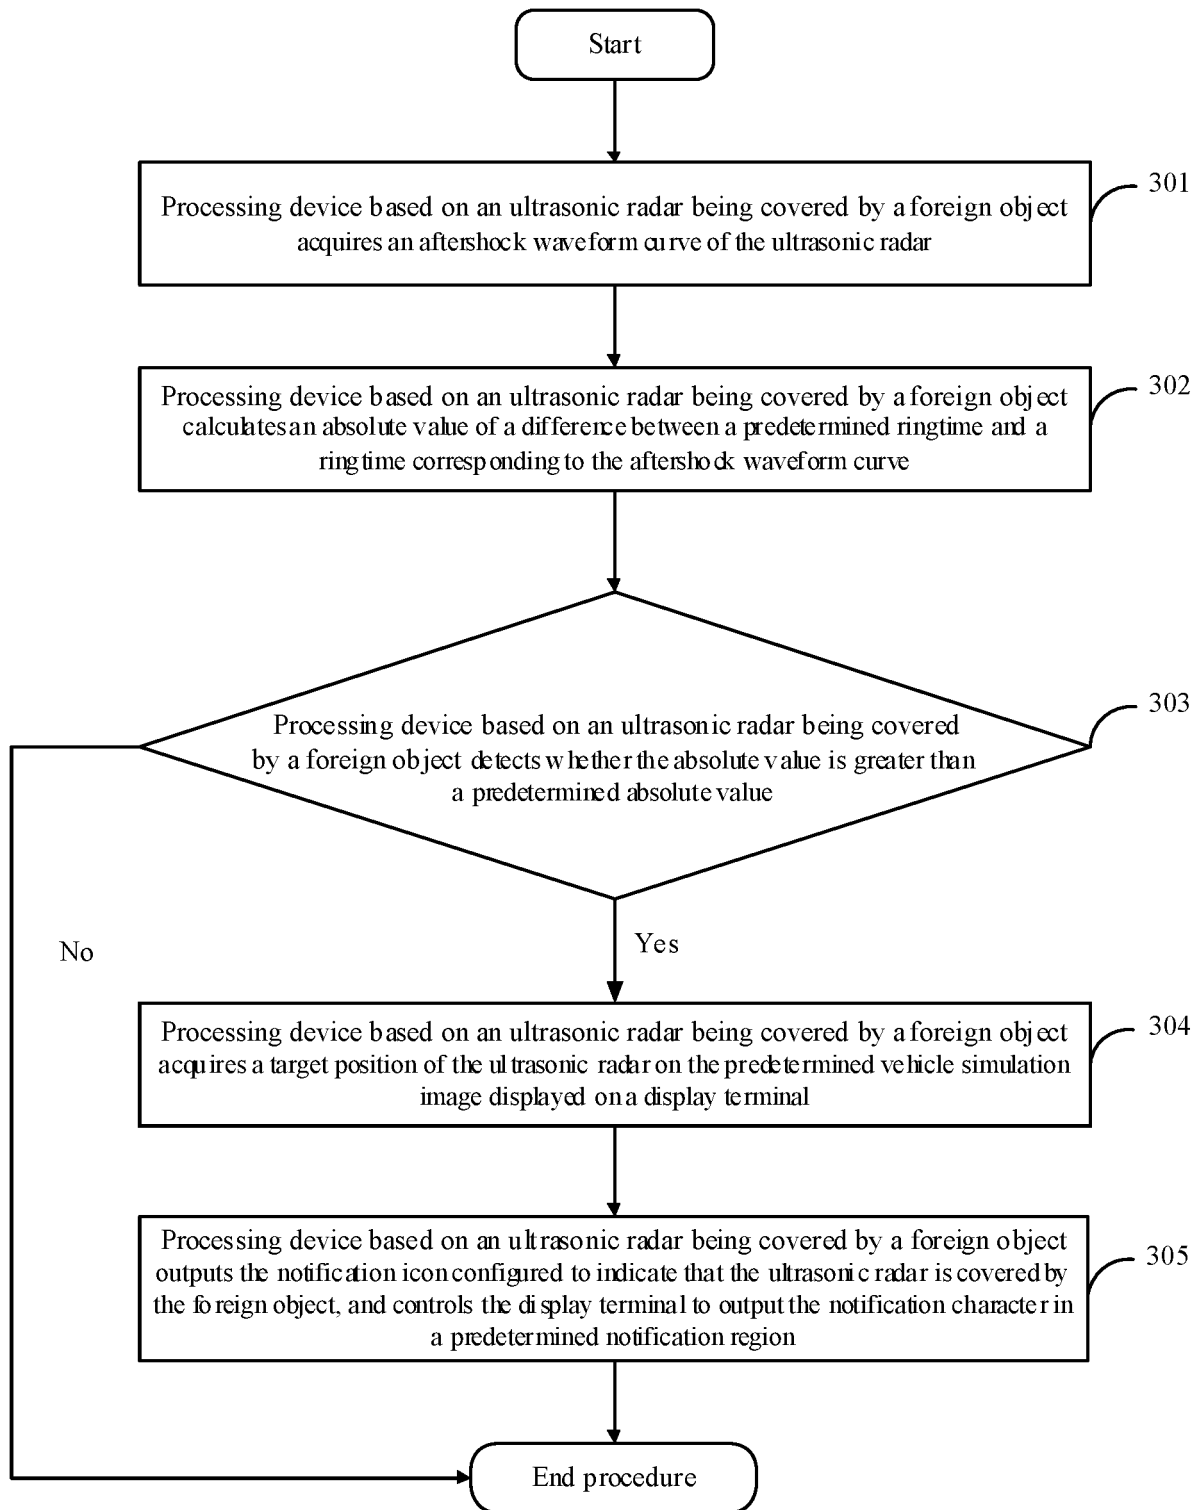 Start
Processing device based on an ultrasonic radar being covered by a foreign object
acquires an aftershock waveform curve of the ultrasonic radar
301
Processing device based on an ultrasonic radar being covered by a foreign object
calculates an absolute value of a difference between a predetermined ringtime and a
ringtime corresponding to the aftershock waveform curve
302
Processing device based on an ultrasonic radar being covered
by a foreign object detects whether the absolute value is greater than
a predetermined absolute value
303
No
Yes
Processing device based on an ultrasonic radar being covered by a foreign object
acquires a target position of the ultrasonic radar on the predetermined vehicle simulation
image displayed on a display terminal
304
Processing device based on an ultrasonic radar being covered by a foreign object
outputs the notification icon configured to indicate that the ultrasonic radar is covered by
the foreign object, and controls the display terminal to output the notification character in
a predetermined notification region
305
End procedure